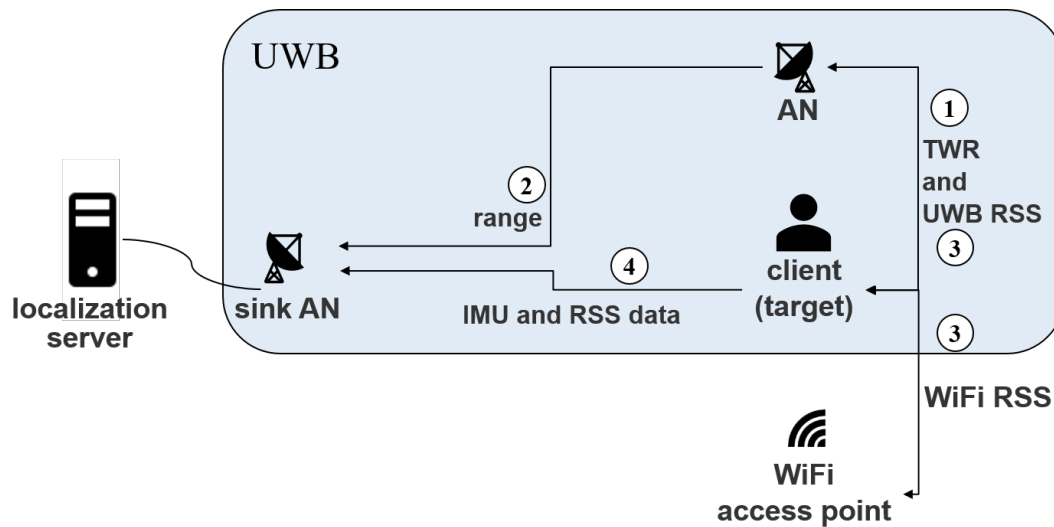 UWB
AN
1
TWR
and
UWB RSS
2
range
3
client
(target)
4
sink AN
IMU and RSS data
localization
server
3
WiFi RSS
WiFi
access point